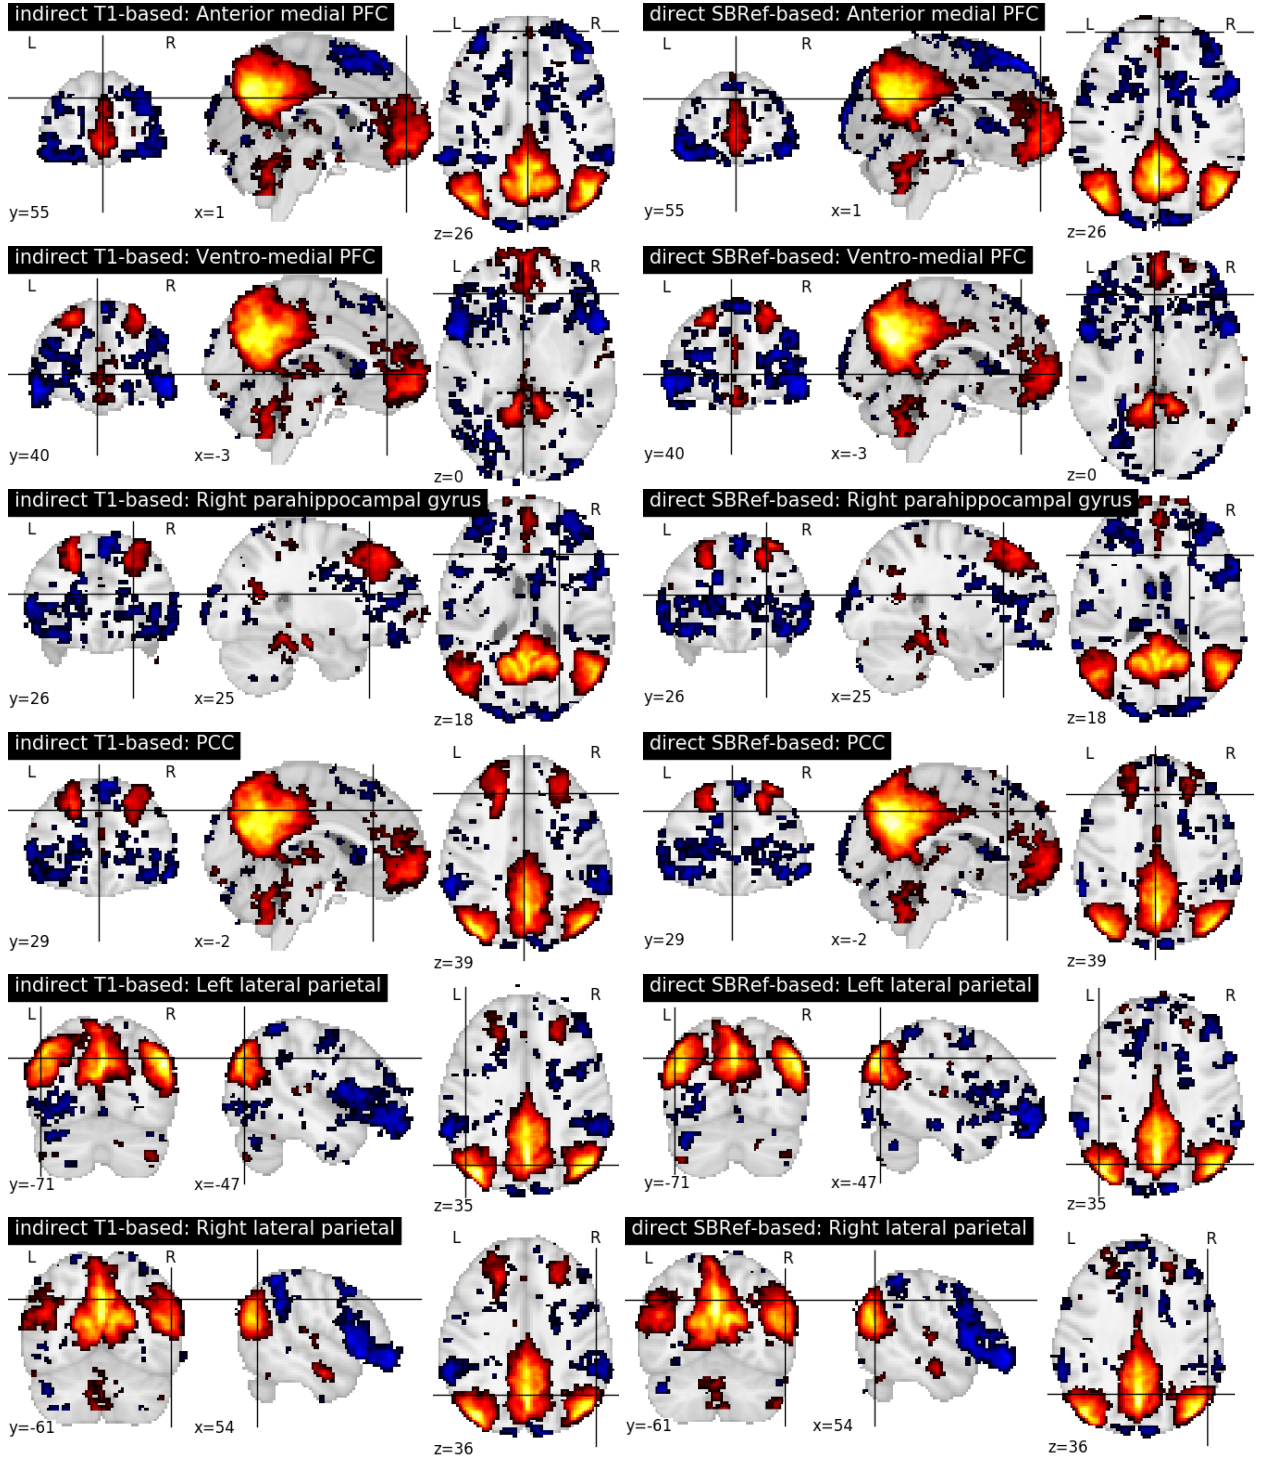 indirect T1-based: Anterior medial PFC
L R L R
y=55 x=1 z=26
direct SBRef-based: Anterior medial PFC
L R L R
y=55 x=1 z=26
indirect T1-based: Ventro-medial PFC
L R L R
y=40 x=-3 z=0
direct SBRef-based: Ventro-medial PFC
L R L R
y=40 x=-3 z=0
indirect T1-based: Right parahippocampal gyrus
L R R
y=26 x=25 z=18
direct SBRef-based: Right parahippocampal gyrus
L R R
y=26 x=25 z=18
indirect T1-based: PCC
L R L R
y=29 x=-2 z=39
direct SBRef-based: PCC
L R L R
y=29 x=-2 z=39
indirect T1-based: Left lateral parietal
L R L R
y=-71 x=-47 z=35
direct SBRef-based: Left lateral parietal
L R L R
y=-71 x=-47 z=35
indirect T1-based: Right lateral parietal
L R L R
y=-61 x=54 z=36
direct SBRef-based: Right lateral parietal
L R L R
y=-61 x=54 z=36